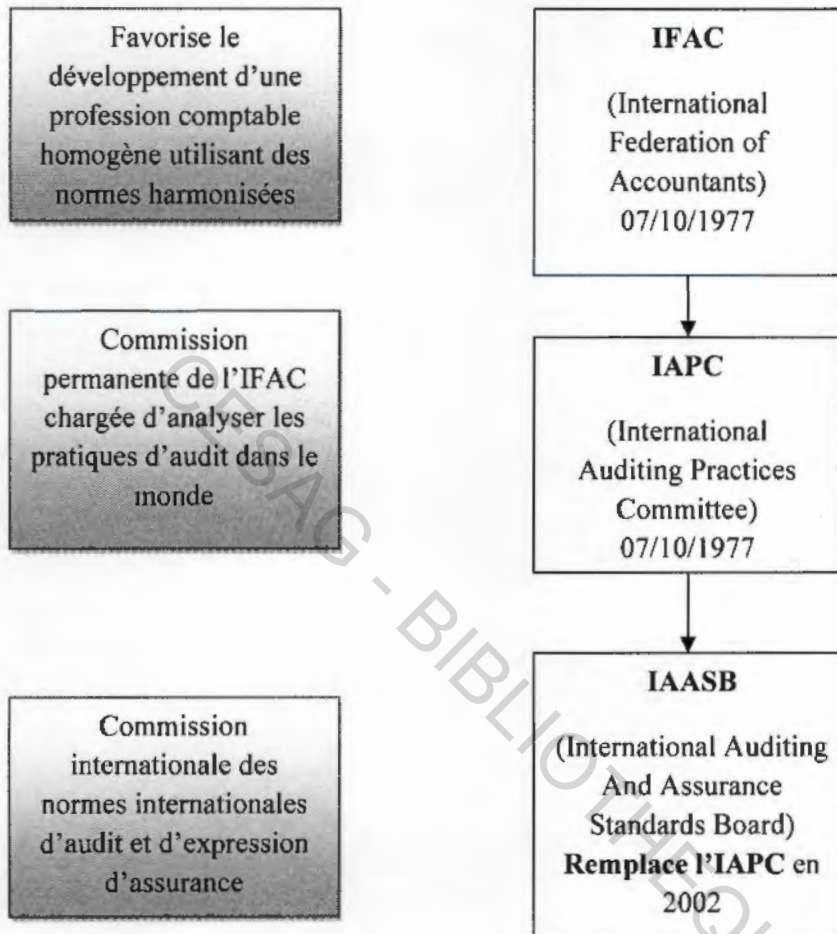 Favorise le
développement d'une
profession comptable
homogène utilisant des
normes harmonisées
IFAC
(International
Federation of
Accountants)
07/10/1977
Commission
permanente de l'IFAC
chargée d'analyser les
pratiques d'audit dans le
monde
IAPC
(International
Auditing Practices
Committee)
07/10/1977
Commission
internationale des
normes internationales
d'audit et d'expression
d'assurance
IAASB
(International Auditing
And Assurance
Standards Board)
Remplace l'IAPC en
2002
CESAG - BIBLIOTHEQU